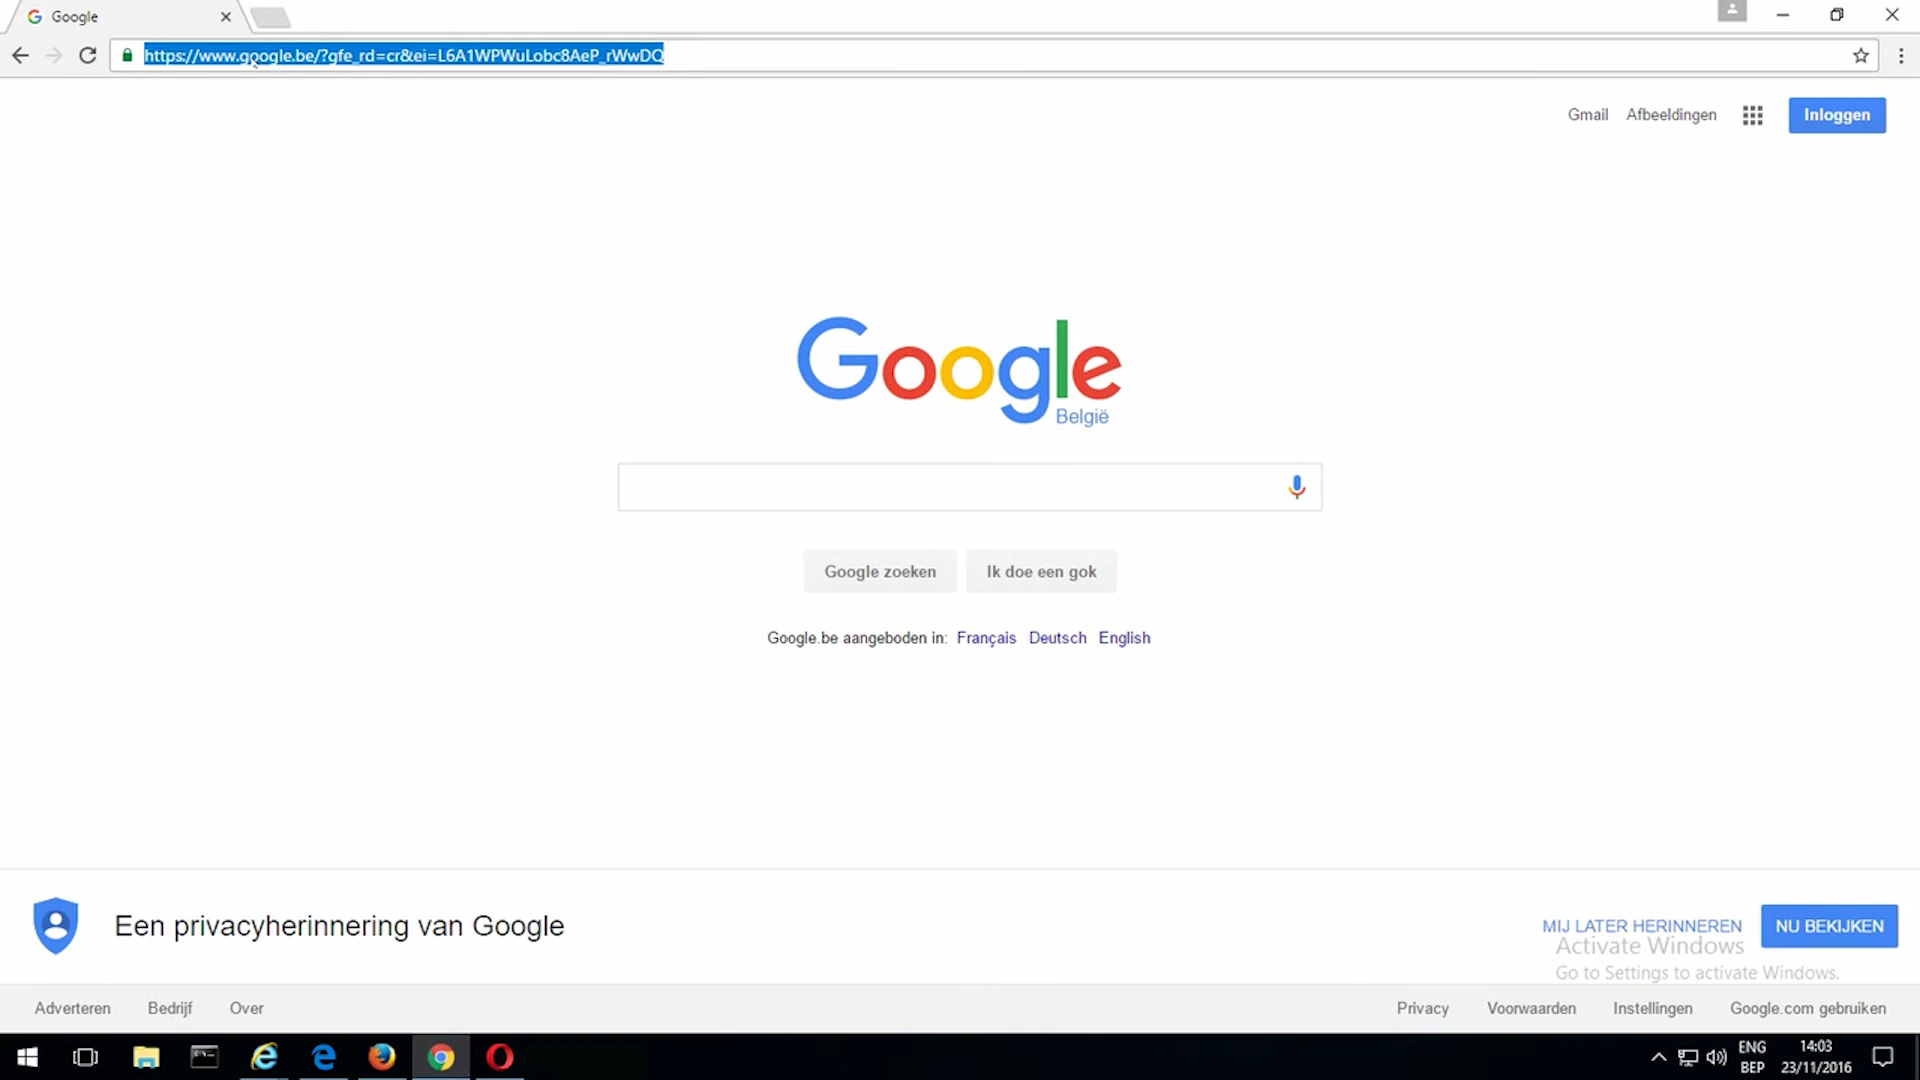 Google
https://www.google.be/?gfe_rd=cr&ei=L6A1WPWuLobc8AeP_rWwDQ
Gmail Afbeeldingen Inloggen
Google
België
Google zoeken Ik doe een gok
Google.be aangeboden in: Français Deutsch English
Een privacyherinnering van Google
MIJ LATER HERINNEREN NU BEKIJKEN
Activate Windows
Go to Settings to activate Windows.
Adverteren Bedrijf Over Privacy Voorwaarden Instellingen Google.com gebruiken
ENG 14:03
BEP 23/11/2016